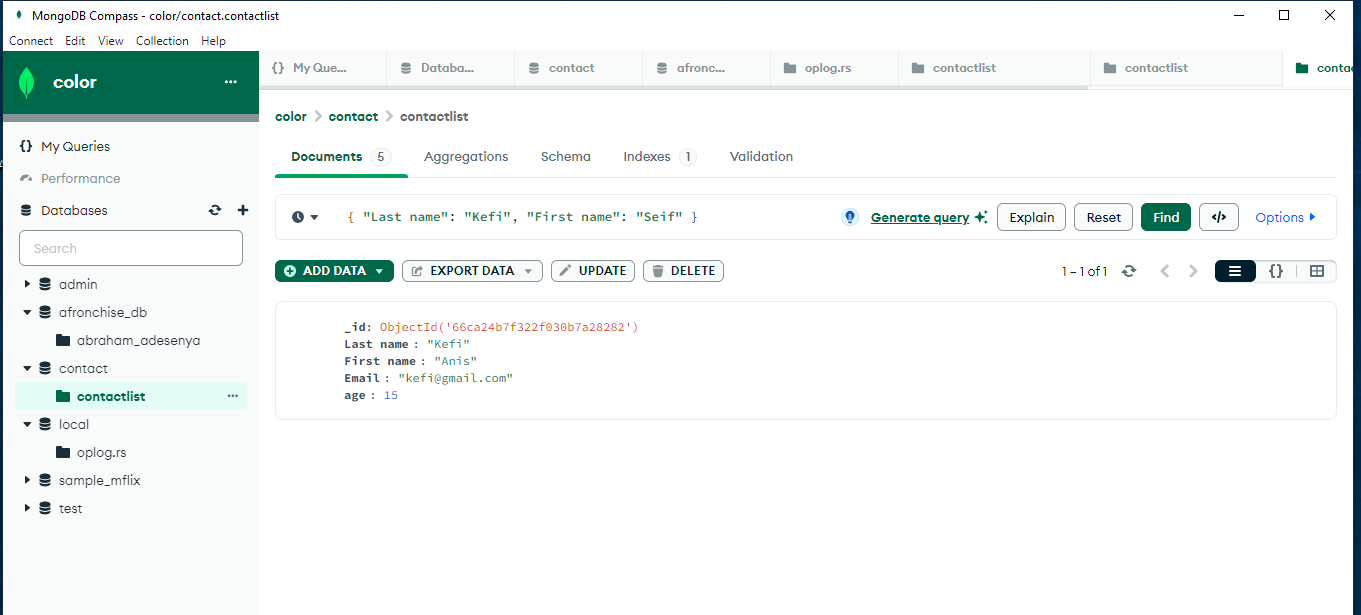 MongoDB Compass - color/contact.contactlist
Connect Edit View Collection Help
color
{} My Queries
Performance
Databases
Search
admin
afronchise_db
abraham_adesenya
contact
contactlist
local
oplog.rs
sample_mflix
test
{} My Que... Databa... contact afronc... oplog.rs contactlist contactlist conta
color > contact > contactlist
Documents 5 Aggregations Schema Indexes 1 Validation
{ "Last name": "Kefi", "First name": "Seif" } Generate query Explain Reset Find </> Options
ADD DATA EXPORT DATA UPDATE DELETE 1 – 1 of 1 {}
_id: ObjectId('66ca24b7f322f030b7a28282')
Last name : "Kefi"
First name : "Anis"
Email : "kefi@gmail.com"
age : 15